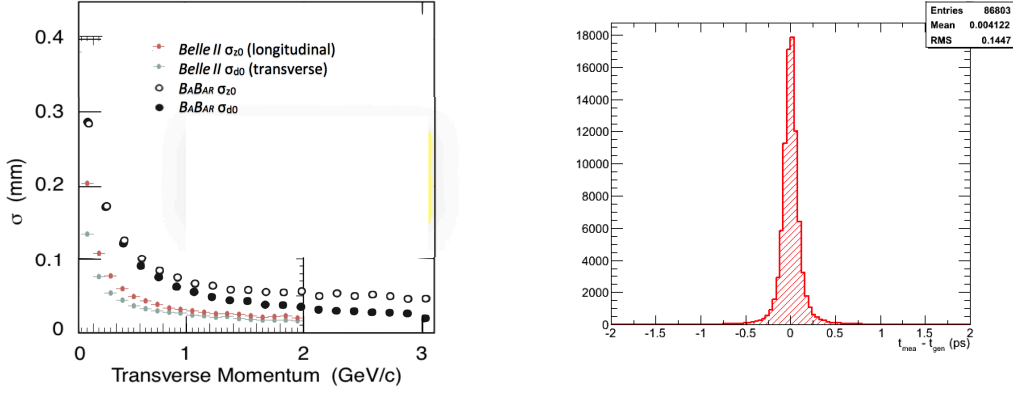 0.4
0.3
0.2
0.1
0
σ (mm)
Belle II σz0 (longitudinal)
Belle II σd0 (transverse)
BABAR σz0
BABAR σd0
0 1 2 3
Transverse Momentum (GeV/c)
Entries 86803
Mean 0.004122
RMS 0.1447
18000
16000
14000
12000
10000
8000
6000
4000
2000
0
-2 -1.5 -1 -0.5 0 0.5 1 1.5 2
tmea - tgen (ps)